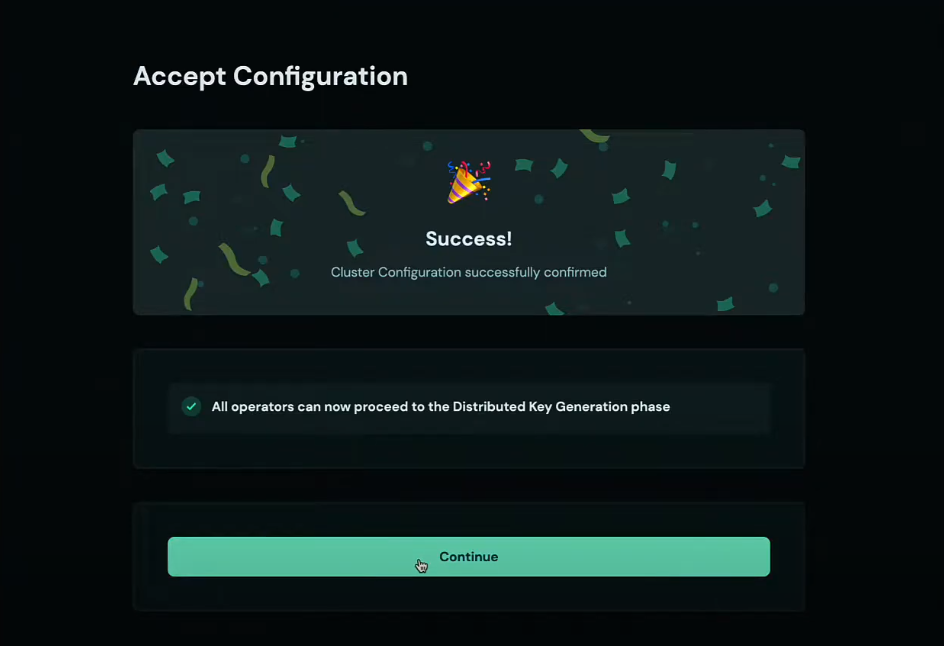 Accept Configuration
Success!
Cluster Configuration successfully confirmed
All operators can now proceed to the Distributed Key Generation phase
Continue